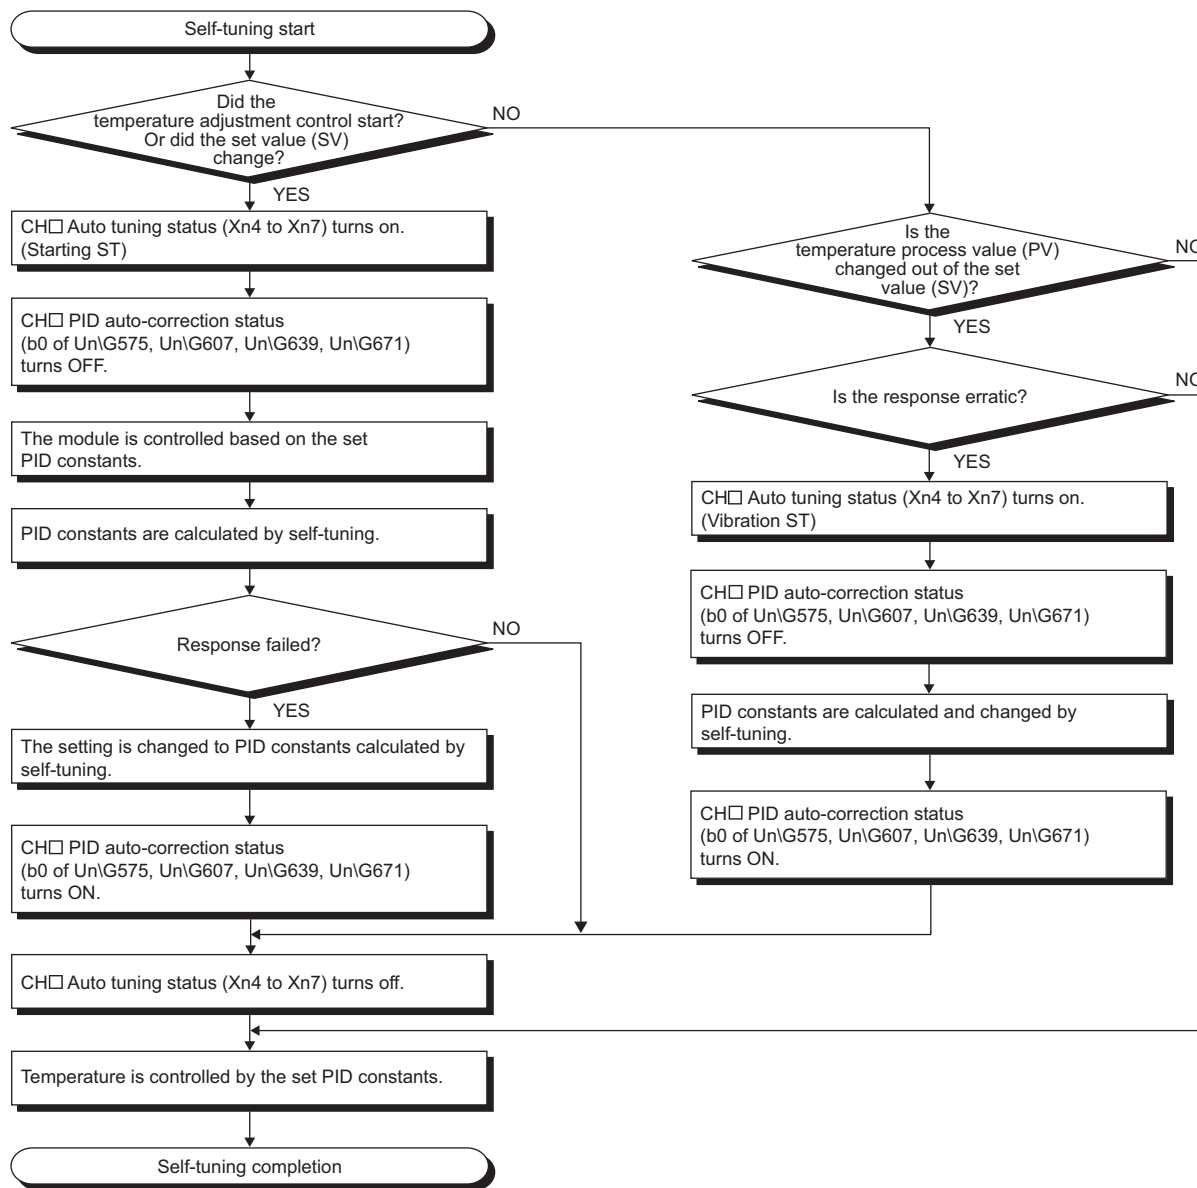 Self-tuning start
Did the
temperature adjustment control start?
Or did the set value (SV)
change?
NO
YES
CH□ Auto tuning status (Xn4 to Xn7) turns on.
(Starting ST)
CH□ PID auto-correction status
(b0 of Un\G575, Un\G607, Un\G639, Un\G671)
turns OFF.
The module is controlled based on the set
PID constants.
PID constants are calculated by self-tuning.
Response failed?
NO
YES
The setting is changed to PID constants calculated by
self-tuning.
CH□ PID auto-correction status
(b0 of Un\G575, Un\G607, Un\G639, Un\G671)
turns ON.
Is the
temperature process value (PV)
changed out of the set
value (SV)?
NO
YES
Is the response erratic?
NO
YES
CH□ Auto tuning status (Xn4 to Xn7) turns on.
(Vibration ST)
CH□ PID auto-correction status
(b0 of Un\G575, Un\G607, Un\G639, Un\G671)
turns OFF.
PID constants are calculated and changed by
self-tuning.
CH□ PID auto-correction status
(b0 of Un\G575, Un\G607, Un\G639, Un\G671)
turns ON.
CH□ Auto tuning status (Xn4 to Xn7) turns off.
Temperature is controlled by the set PID constants.
Self-tuning completion